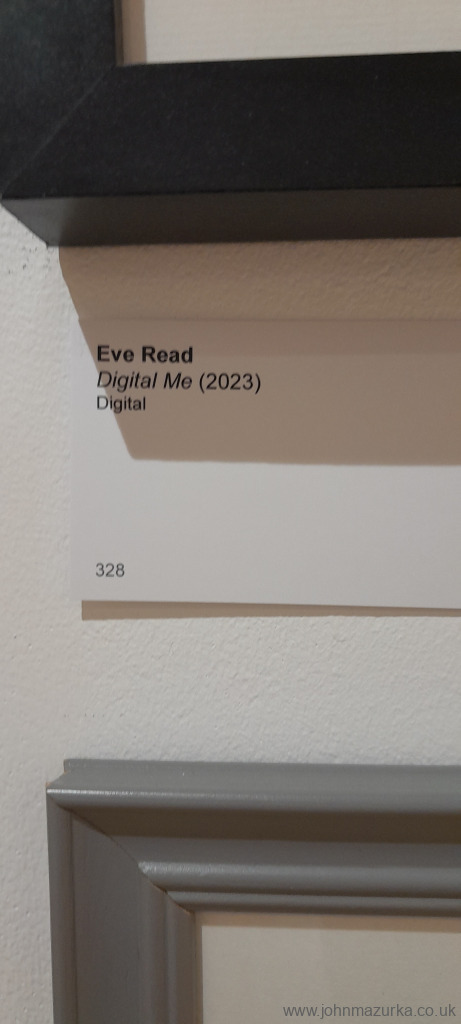 Eve Read
Digital Me (2023)
Digital
328
www.johnmazurka.co.uk